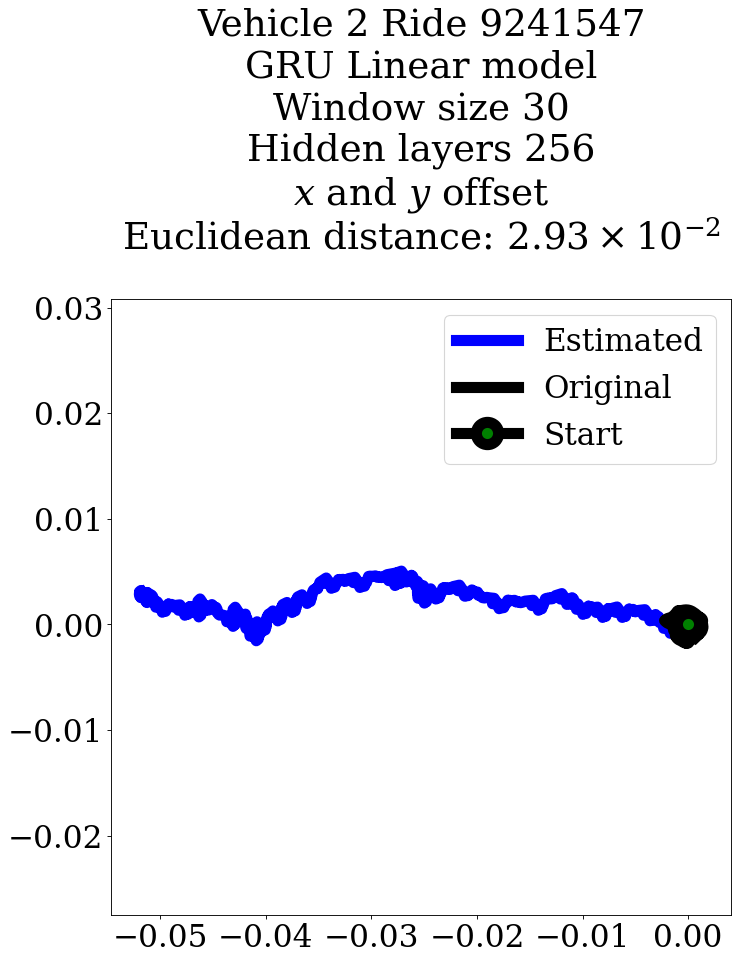 Vehicle 2 Ride 9241547
GRU Linear model
Window size 30
Hidden layers 256
x and y offset
Euclidean distance: 2.93 × 10⁻²
0.03
0.02
0.01
0.00
−0.01
−0.02
Estimated
Original
Start
−0.05 −0.04 −0.03 −0.02 −0.01 0.00